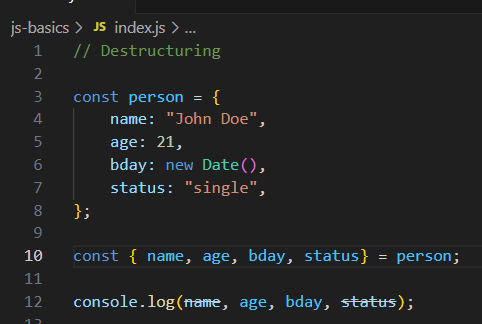 js-basics > JS index.js > ...
1 // Destructuring
2
3 const person = {
4     name: "John Doe",
5     age: 21,
6     bday: new Date(),
7     status: "single",
8 };
9
10 const { name, age, bday, status} = person;
11
12 console.log(name, age, bday, status);
13